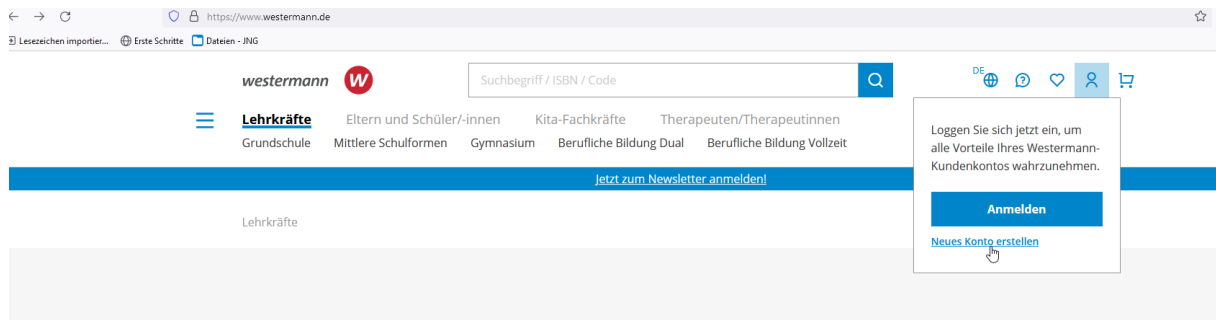 https://www.westermann.de
Lesezeichen importier... Erste Schritte Dateien - JNG
westermann W Suchbegriff / ISBN / Code DE
Lehrkräfte Eltern und Schüler/-innen Kita-Fachkräfte Therapeuten/Therapeutinnen
Grundschule Mittlere Schulformen Gymnasium Berufliche Bildung Dual Berufliche Bildung Vollzeit
Jetzt zum Newsletter anmelden!
Lehrkräfte
Loggen Sie sich jetzt ein, um
alle Vorteile Ihres Westermann-
Kundenkontos wahrzunehmen.
Anmelden
Neues Konto erstellen